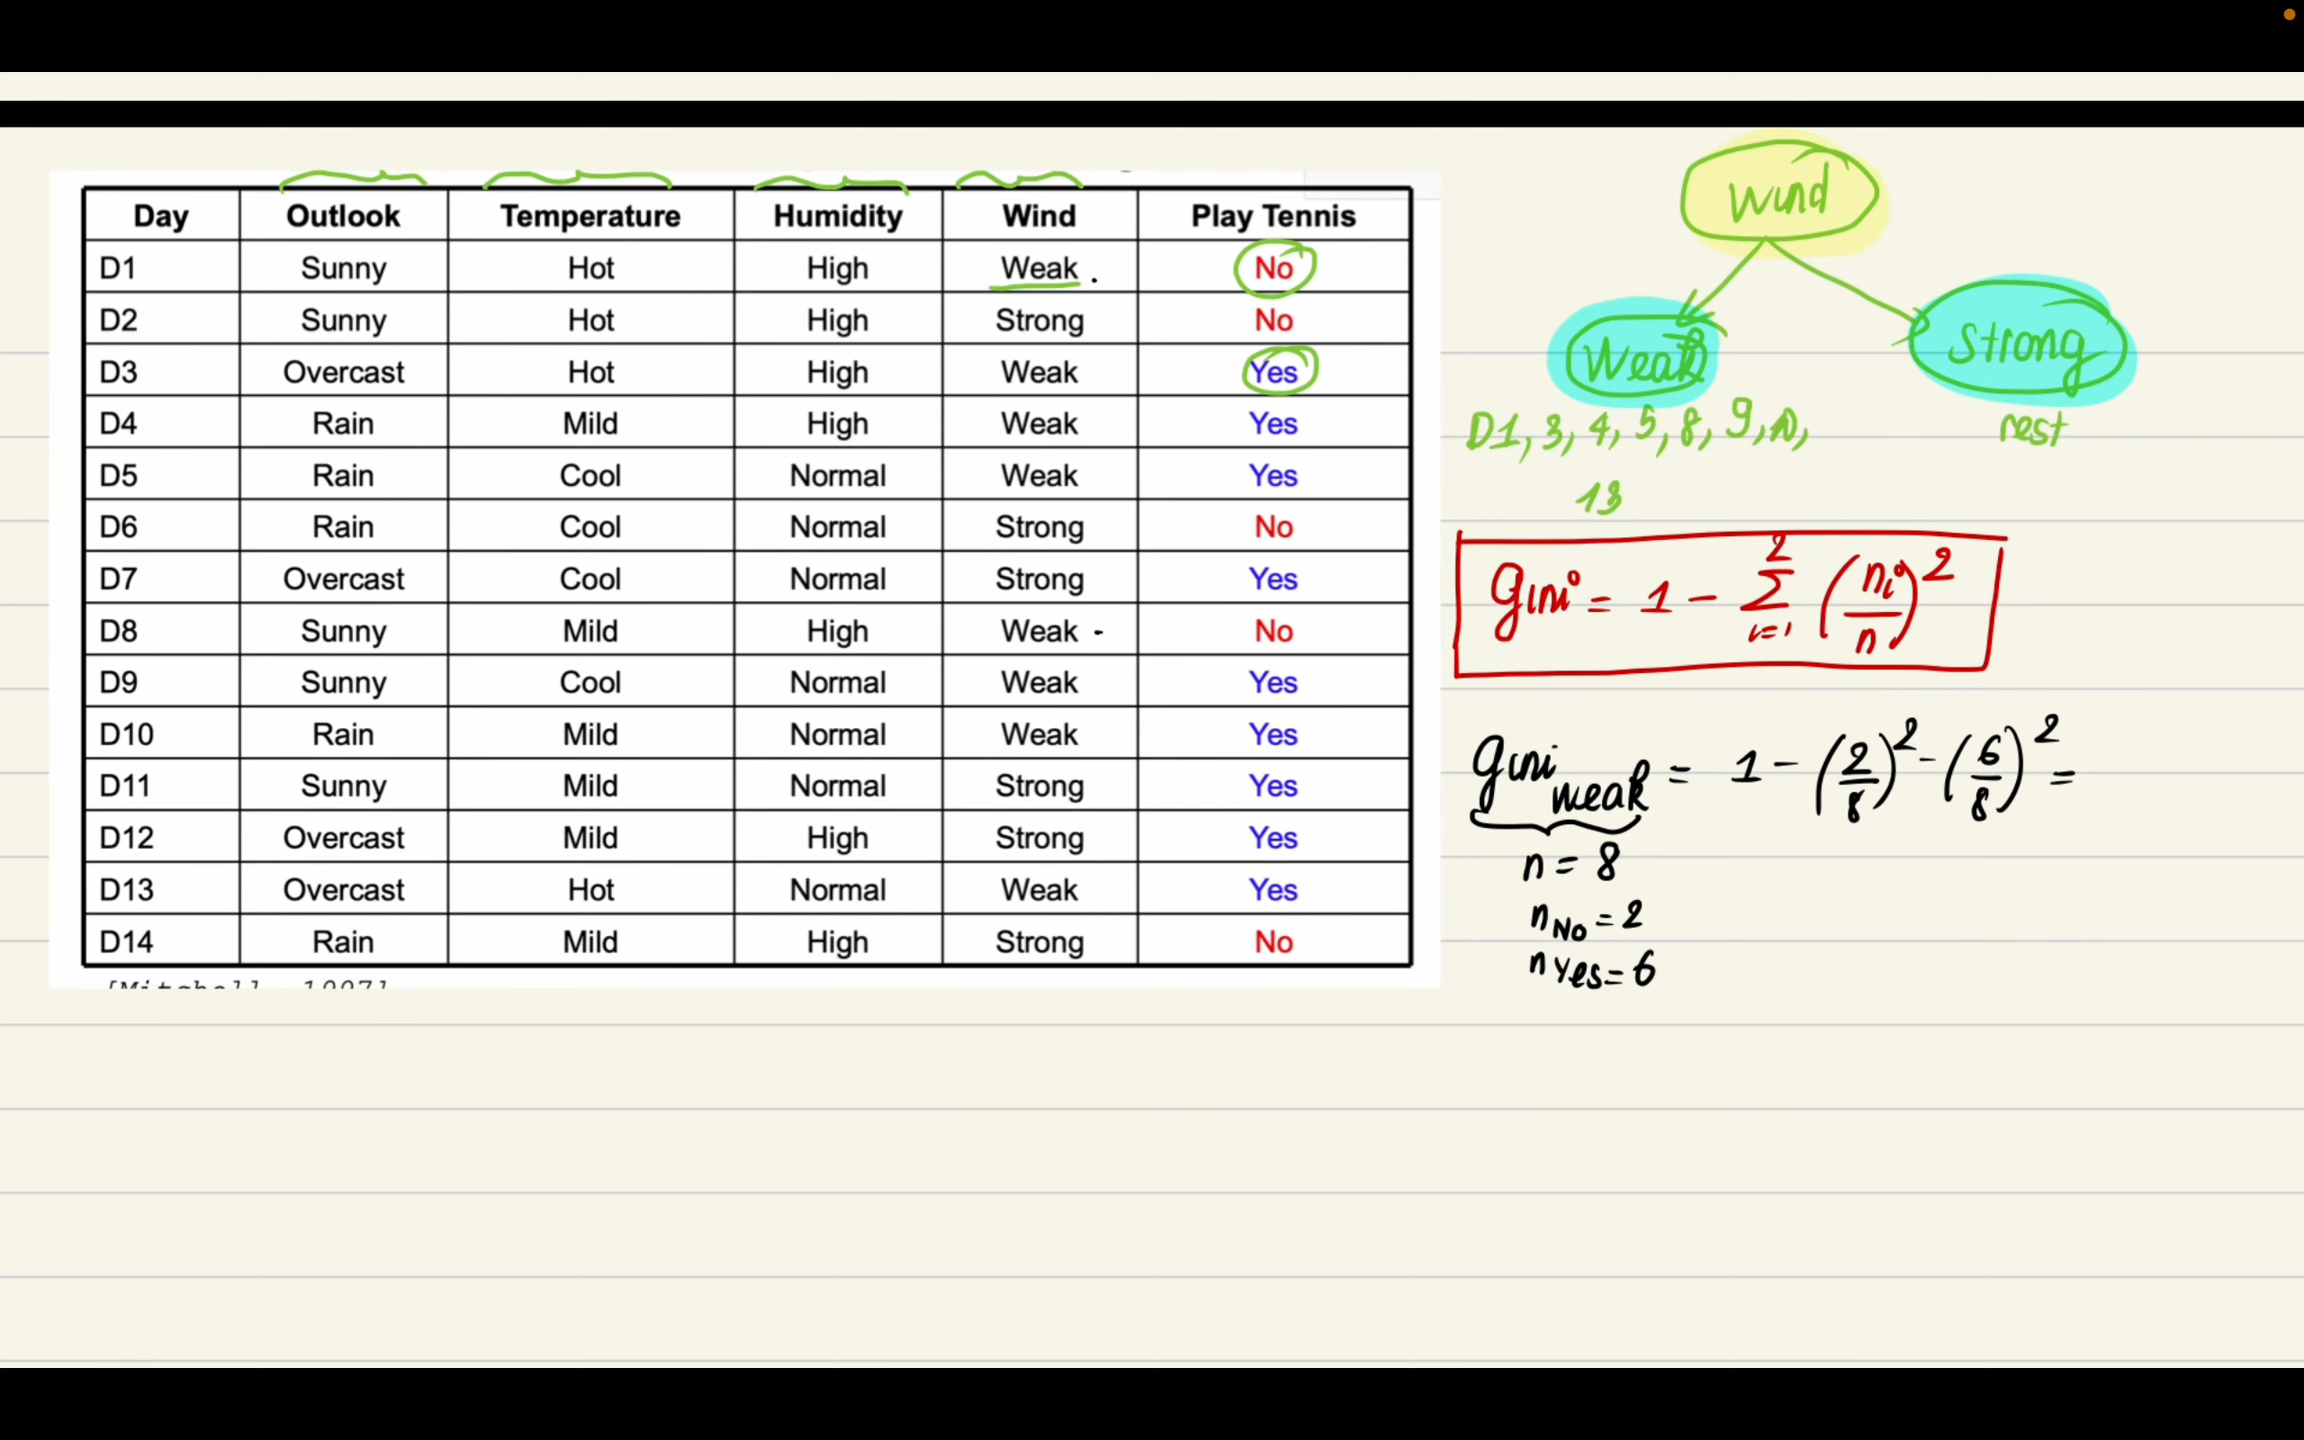 Day Outlook Temperature Humidity Wind Play Tennis
D1 Sunny Hot High Weak . No
D2 Sunny Hot High Strong No
D3 Overcast Hot High Weak Yes
D4 Rain Mild High Weak Yes
D5 Rain Cool Normal Weak Yes
D6 Rain Cool Normal Strong No
D7 Overcast Cool Normal Strong Yes
D8 Sunny Mild High Weak No
D9 Sunny Cool Normal Weak Yes
D10 Rain Mild Normal Weak Yes
D11 Sunny Mild Normal Strong Yes
D12 Overcast Mild High Strong Yes
D13 Overcast Hot Normal Weak Yes
D14 Rain Mild High Strong No
Wind
Weak Strong
D1, 3, 4, 5, 8, 9, 10, rest
13
Gini = 1 - 2 Σ i=1 (ni/n)²
Gini weak = 1 - (2/8)² - (6/8)² =
n = 8
n No = 2
n Yes = 6